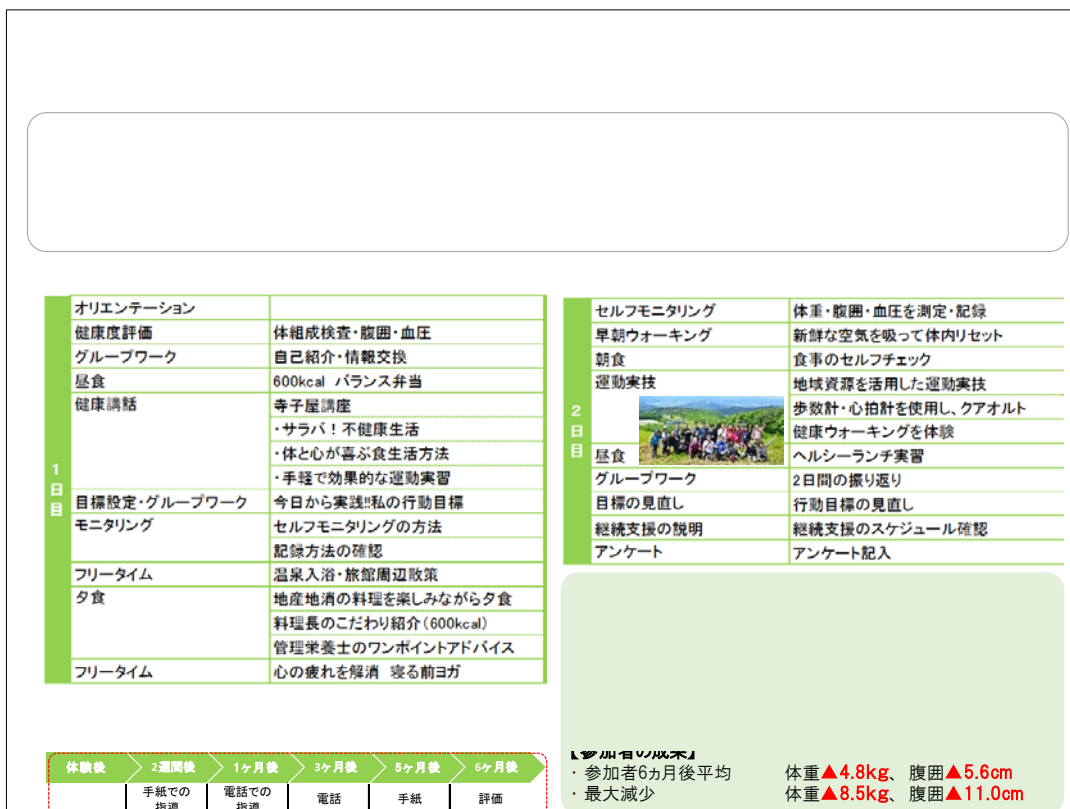 1日目
オリエンテーション
健康度評価 体組成検査・腹囲・血圧
グループワーク 自己紹介・情報交換
昼食 600kcal バランス弁当
健康講話 寺子屋講座
・サラバ！不健康生活
・体と心が喜ぶ食生活方法
・手軽で効果的な運動実習
目標設定・グループワーク 今日から実践!!私の行動目標
モニタリング セルフモニタリングの方法
記録方法の確認
フリータイム 温泉入浴・旅館周辺散策
夕食 地産地消の料理を楽しみながら夕食
料理長のこだわり紹介(600kcal)
管理栄養士のワンポイントアドバイス
フリータイム 心の疲れを解消 寝る前ヨガ
2日目
セルフモニタリング 体重・腹囲・血圧を測定・記録
早朝ウォーキング 新鮮な空気を吸って体内リセット
朝食 食事のセルフチェック
運動実技 地域資源を活用した運動実技
歩数計・心拍計を使用し、クアオルト
健康ウォーキングを体験
昼食 ヘルシーランチ実習
グループワーク 2日間の振り返り
目標の見直し 行動目標の見直し
継続支援の説明 継続支援のスケジュール確認
アンケート アンケート記入
体験後 2週間後 1ヶ月後 3ヶ月後 5ヶ月後 6ヶ月後
手紙での指導 電話での指導 電話 手紙 評価
【参加者の成果】
・参加者6ヵ月後平均 体重▲4.8kg、腹囲▲5.6cm
・最大減少 体重▲8.5kg、腹囲▲11.0cm